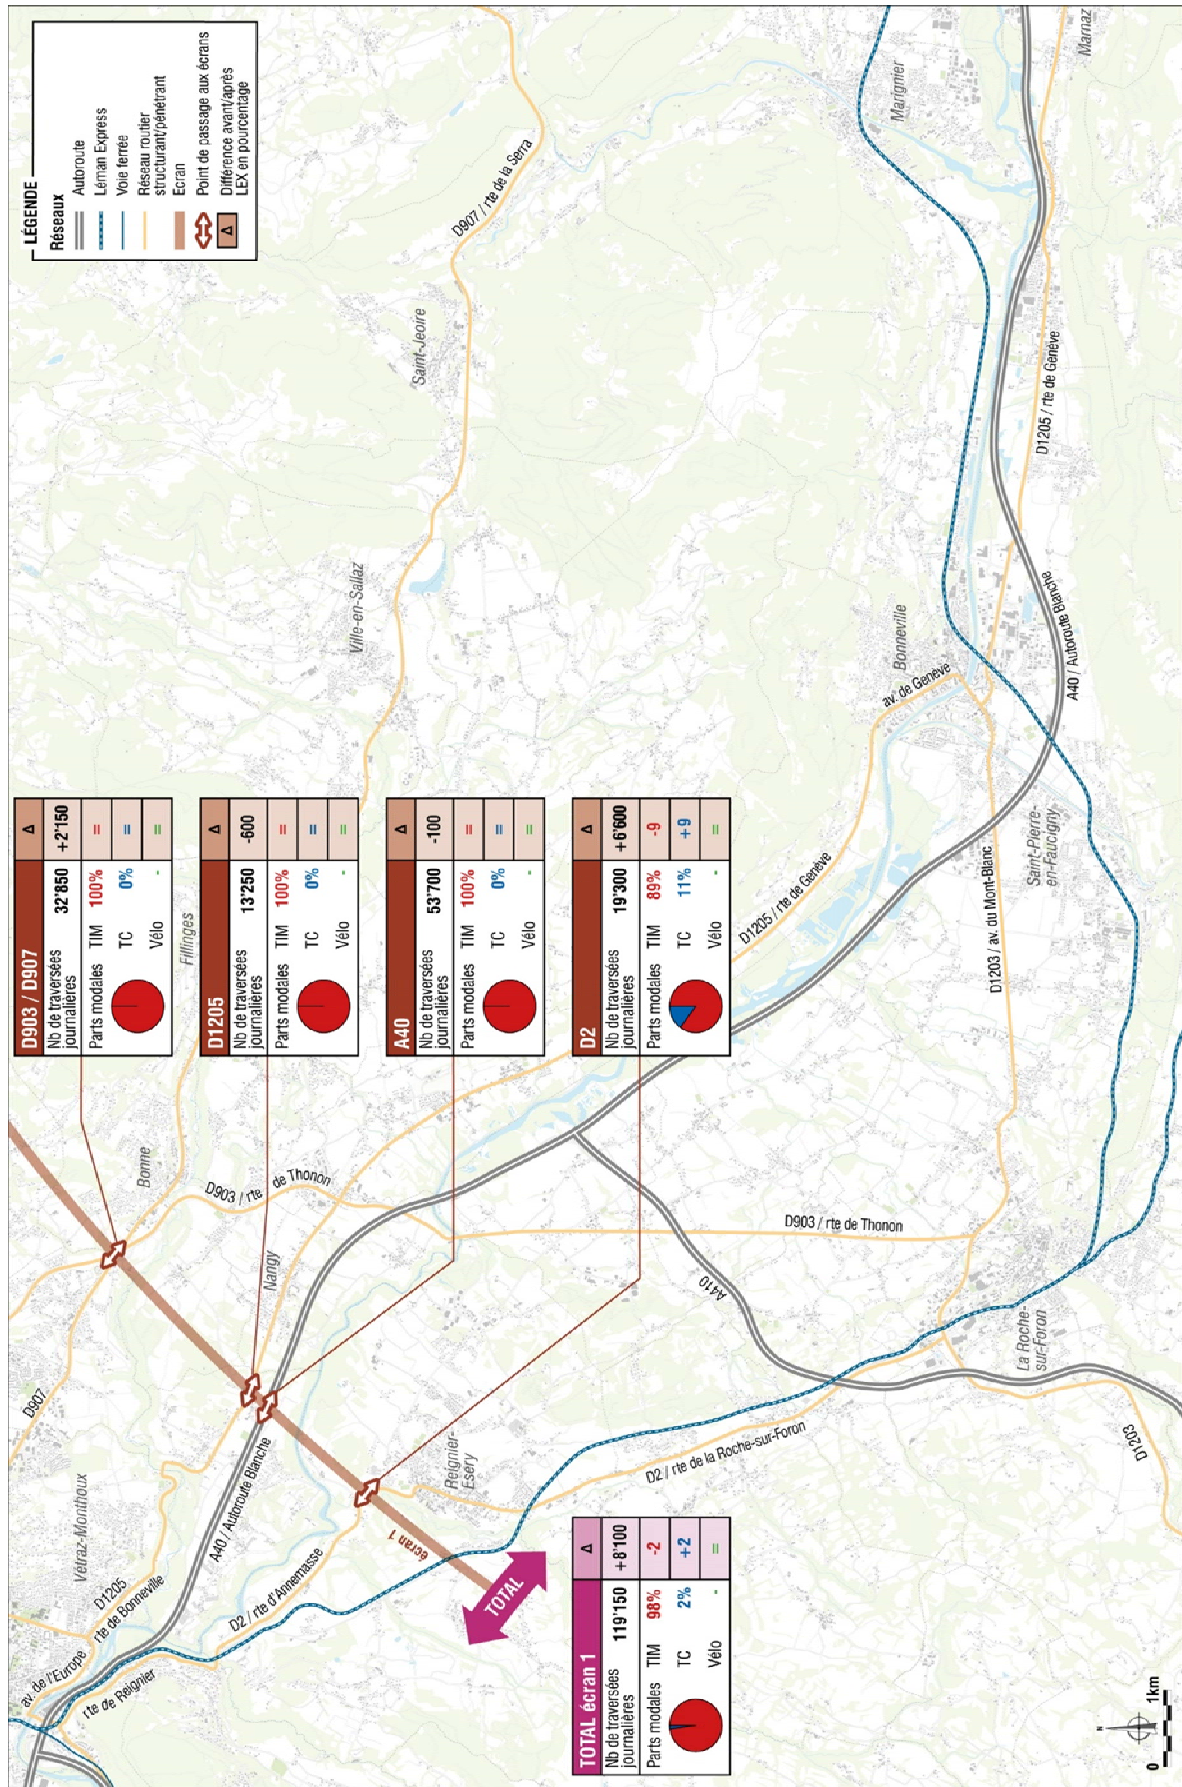 LÉGENDE
Réseaux
Autoroute
Léman Express
Voie ferrée
Réseau routier
structurant/pénétrant
Ecran
Point de passage aux écrans
Δ
Différence avant/après
LEX en pourcentage
D903 / D907
Δ
Nb de traversées
journalières
32'850
+2'150
Parts modales
TIM
100%
=
TC
0%
=
Vélo
-
=
D1205
Δ
Nb de traversées
journalières
13'250
-600
Parts modales
TIM
100%
=
TC
0%
=
Vélo
-
=
A40
Δ
Nb de traversées
journalières
53'700
-100
Parts modales
TIM
100%
=
TC
0%
=
Vélo
-
=
D2
Δ
Nb de traversées
journalières
19'300
+6'600
Parts modales
TIM
89%
-9
TC
11%
+9
Vélo
-
=
TOTAL écran 1
Δ
Nb de traversées
journalières
119'150
+8'100
Parts modales
TIM
98%
-2
TC
2%
+2
Vélo
-
=
TOTAL
écran 1
Vétraz-Monthoux
D907
D1205
rte de Bonneville
av. de l'Europe
rte de Reignier
A40 / Autoroute Blanche
D2 / rte d'Annemasse
Bonne
D903 / rte de Thonon
Nangy
Fillinges
Reignier-
Esery
D2 / rte de la Roche-sur-Foron
A410
D903 / rte de Thonon
La Roche-
sur-Foron
D1203
Ville-en-Sallaz
Saint-Jeoire
D907 / rte de la Serra
D1205 / rte de Genève
D1203 / av. du Mont-Blanc
Saint-Pierre-
en-Faucigny
av. de Genève
Bonneville
A40 / Autoroute Blanche
D1205 / rte de Genève
Marignier
Marnaz
N
0
1km